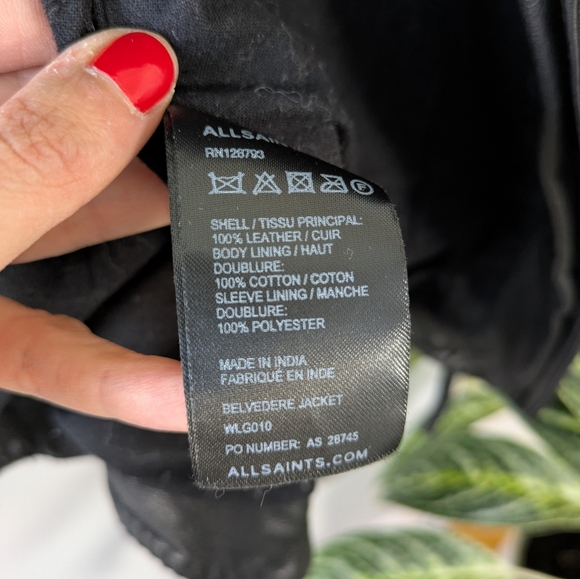 ALLSA
RN128793
F
SHELL / TISSU PRINCIPAL:
100% LEATHER / CUIR
BODY LINING / HAUT
DOUBLURE:
100% COTTON / COTON
SLEEVE LINING / MANCHE
DOUBLURE:
100% POLYESTER
MADE IN INDIA
FABRIQUÉ EN INDE
BELVEDERE JACKET
WLG010
PO NUMBER: AS 28745
ALLSAINTS.COM